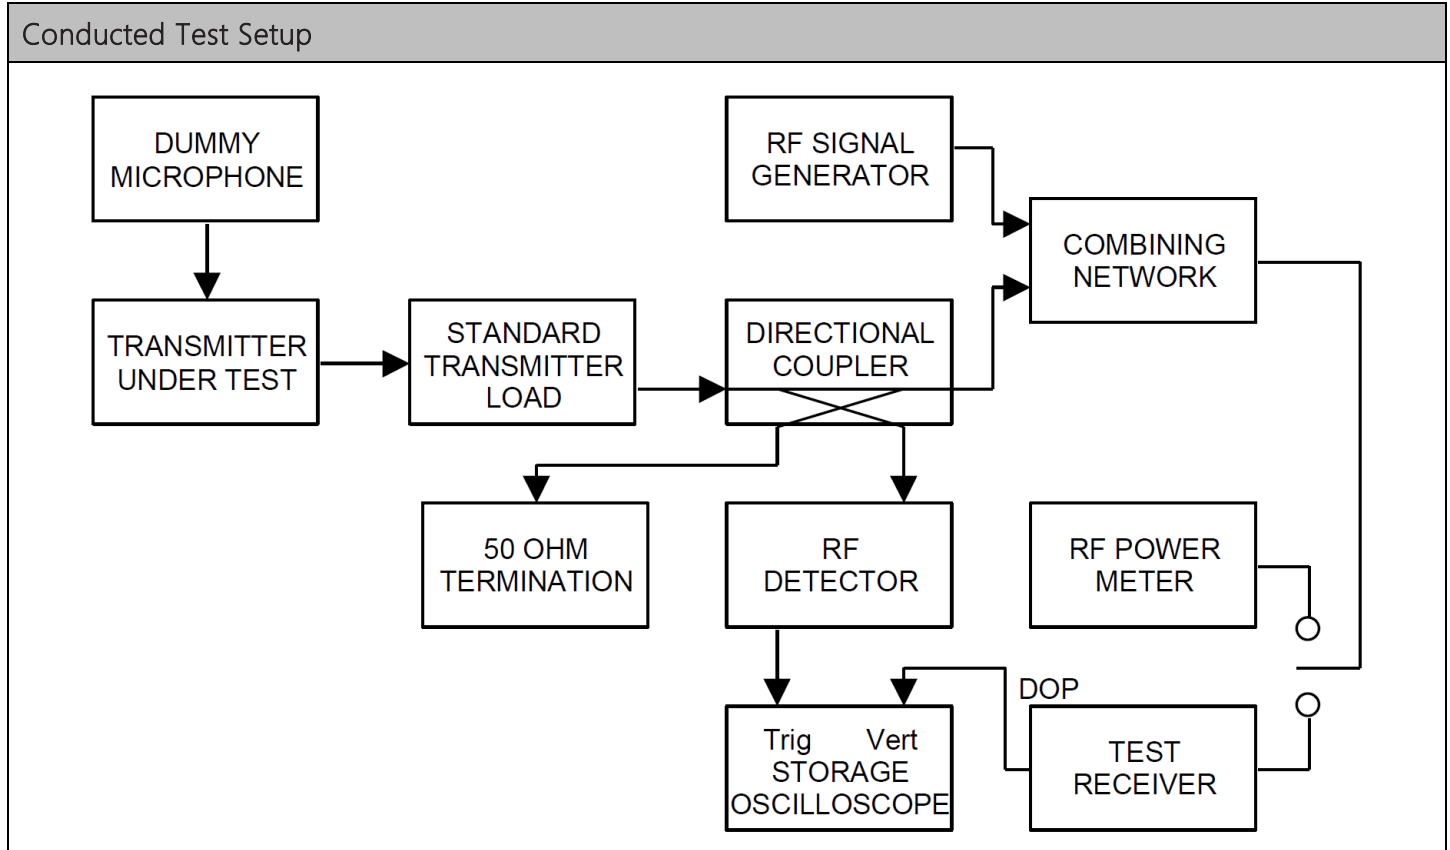 Conducted Test Setup
DUMMY
MICROPHONE
RF SIGNAL
GENERATOR
COMBINING
NETWORK
TRANSMITTER
UNDER TEST
STANDARD
TRANSMITTER
LOAD
DIRECTIONAL
COUPLER
50 OHM
TERMINATION
RF
DETECTOR
RF POWER
METER
DOP
Trig Vert
STORAGE
OSCILLOSCOPE
TEST
RECEIVER